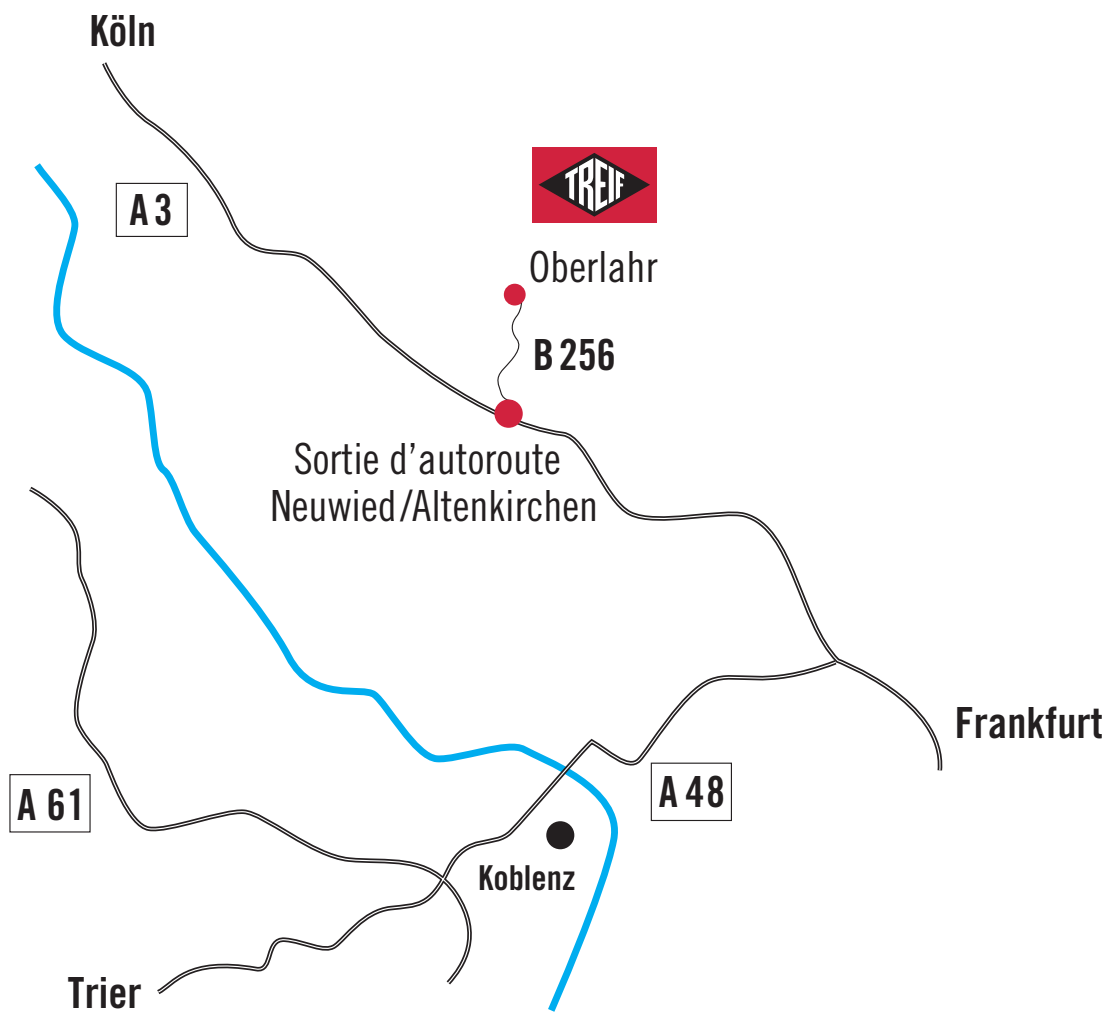 Köln
A 3
TREIF
Oberlahr
B 256
Sortie d’autoroute
Neuwied/Altenkirchen
Frankfurt
A 61
A 48
Koblenz
Trier